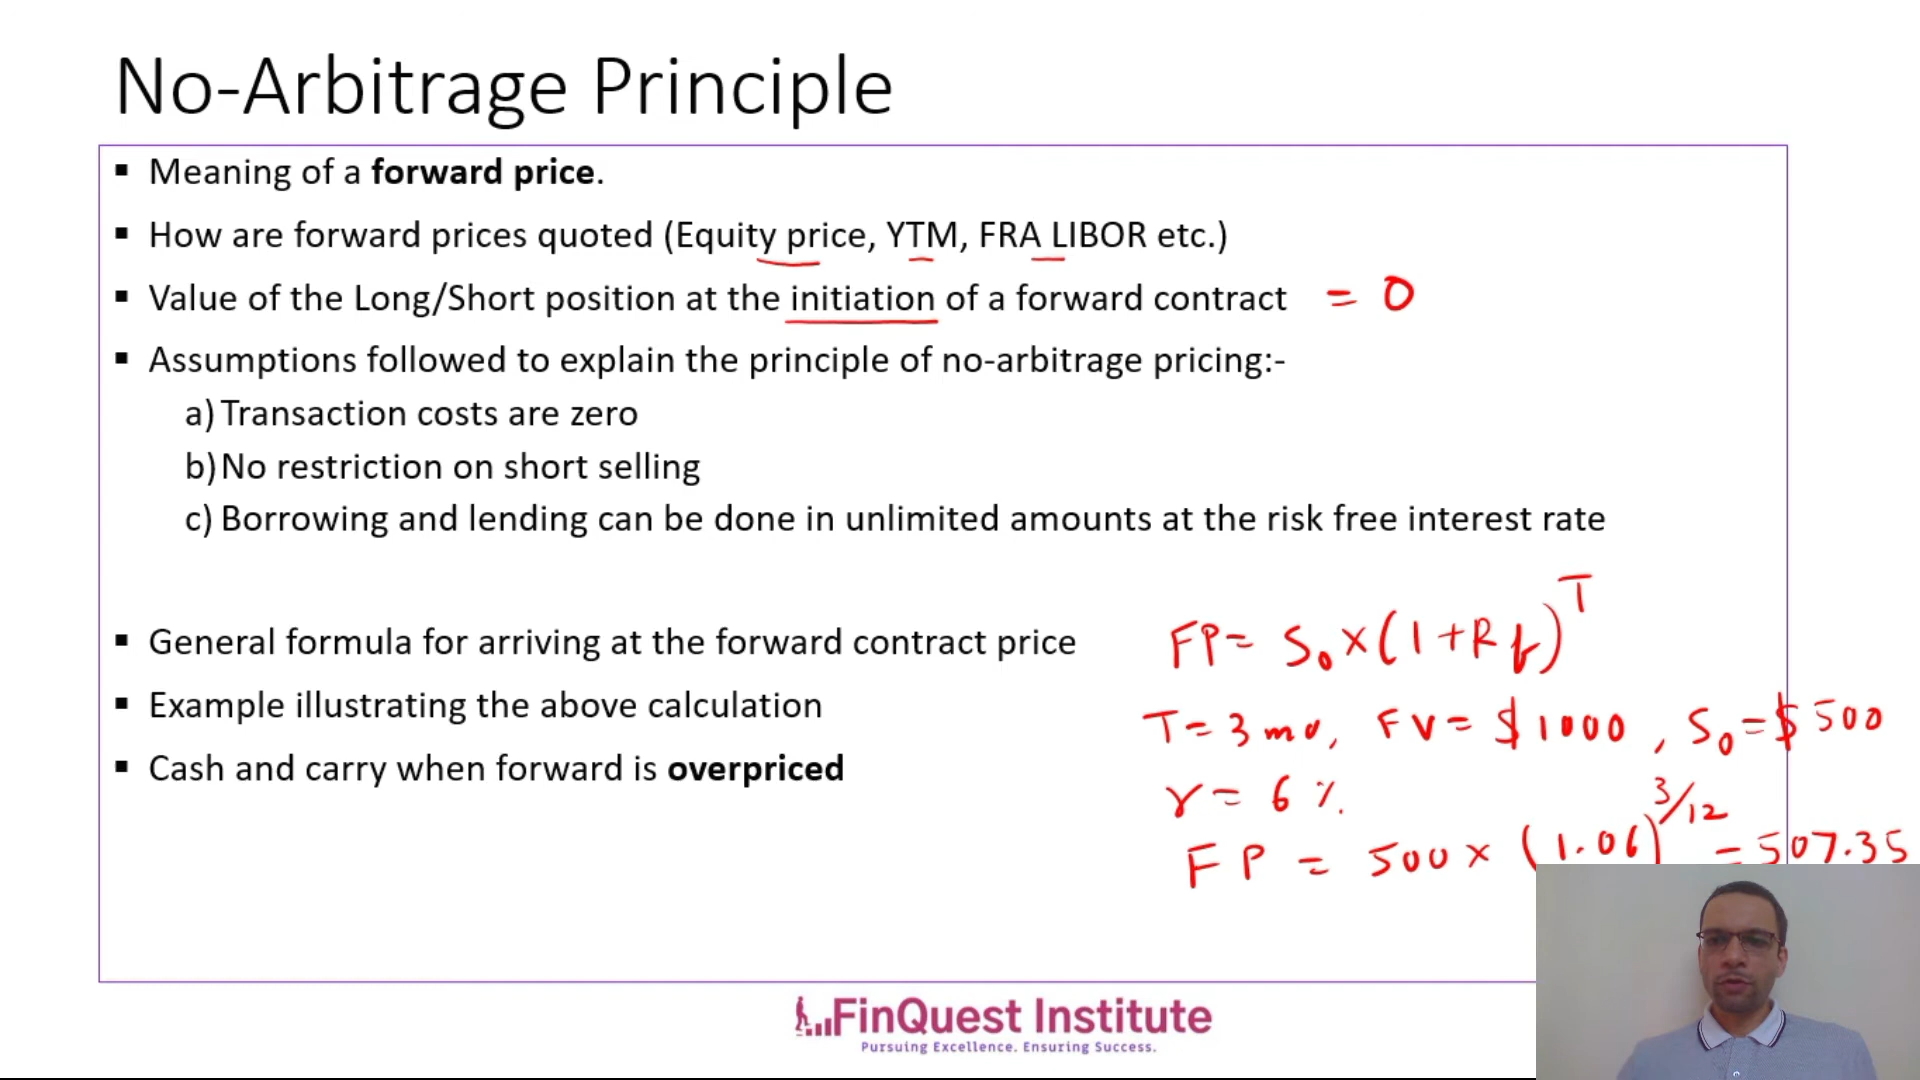 No-Arbitrage Principle
▪ Meaning of a forward price.
▪ How are forward prices quoted (Equity price, YTM, FRA LIBOR etc.)
▪ Value of the Long/Short position at the initiation of a forward contract = 0
▪ Assumptions followed to explain the principle of no-arbitrage pricing:-
a) Transaction costs are zero
b) No restriction on short selling
c) Borrowing and lending can be done in unlimited amounts at the risk free interest rate
▪ General formula for arriving at the forward contract price FP = S₀ × (1 + Rf)ᵀ
▪ Example illustrating the above calculation T = 3 mo, FV = $ 1000, S₀ = $ 500
▪ Cash and carry when forward is overpriced
r = 6 %
FP = 500 × (1.06)^3/12 = 507.35
FinQuest Institute
Pursuing Excellence. Ensuring Success.